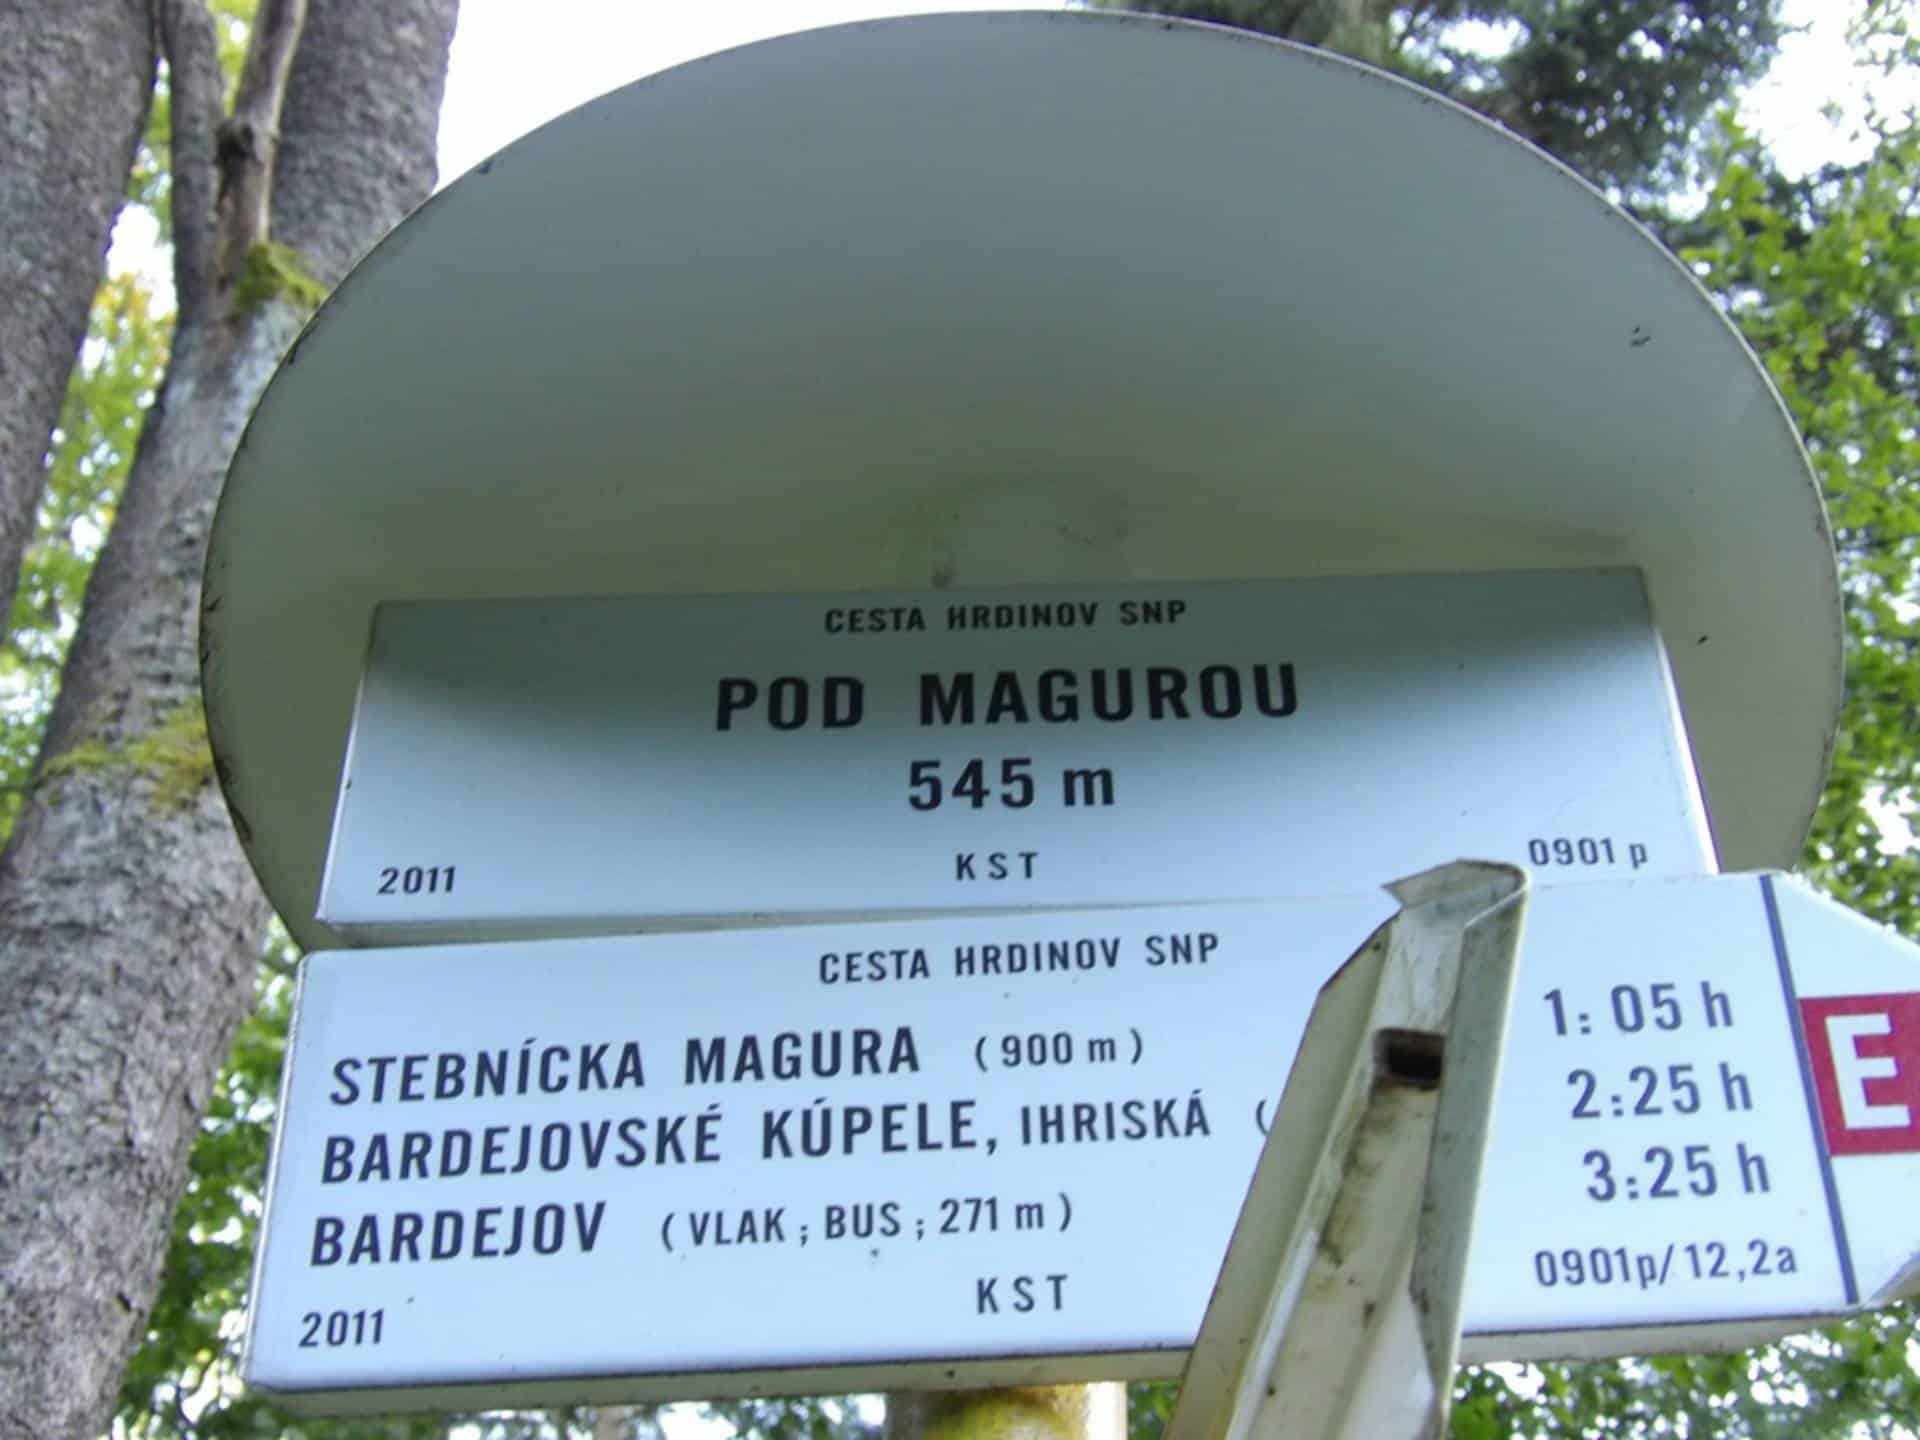 CESTA HRDINOV SNP
POD MAGUROU
545 m
2011 KST 0901 p
CESTA HRDINOV SNP
STEBNÍCKA MAGURA (900 m) 1:05 h
BARDEJOVSKÉ KÚPELE, IHRISKÁ ( 2:25 h
BARDEJOV (VLAK; BUS; 271 m) 3:25 h
E
2011 KST 0901p/12,2a